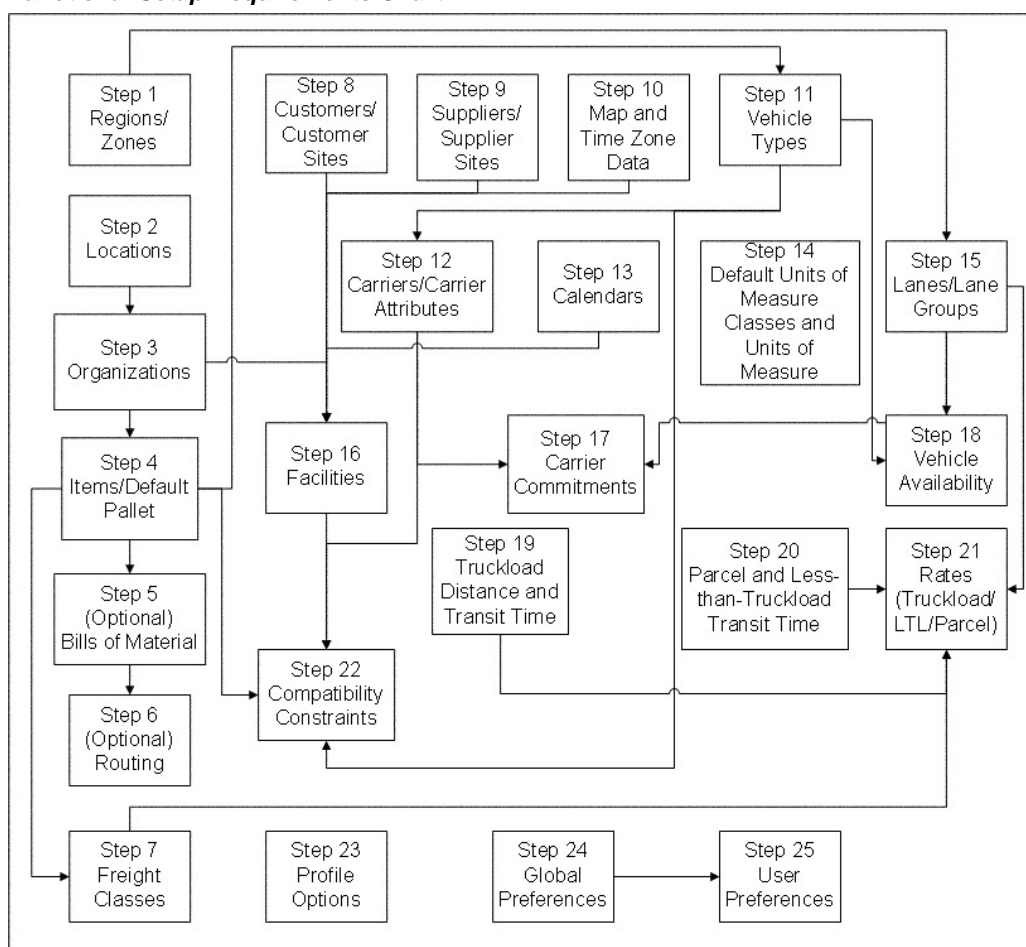 Step 1
Regions/
Zones
Step 8
Customers/
Customer
Sites
Step 9
Suppliers/
Supplier
Sites
Step 10
Map and
Time Zone
Data
Step 11
Vehicle
Types
Step 2
Locations
Step 12
Carriers/Carrier
Attributes
Step 13
Calendars
Step 14
Default Units of
Measure
Classes and
Units of
Measure
Step 15
Lanes/Lane
Groups
Step 3
Organizations
Step 4
Items/Default
Pallet
Step 16
Facilities
Step 17
Carrier
Commitments
Step 18
Vehicle
Availability
Step 5
(Optional)
Bills of Material
Step 19
Truckload
Distance and
Transit Time
Step 20
Parcel and Less-
than-Truckload
Transit Time
Step 21
Rates
(Truckload/
LTL/Parcel)
Step 6
(Optional)
Routing
Step 22
Compatibility
Constraints
Step 7
Freight
Classes
Step 23
Profile
Options
Step 24
Global
Preferences
Step 25
User
Preferences